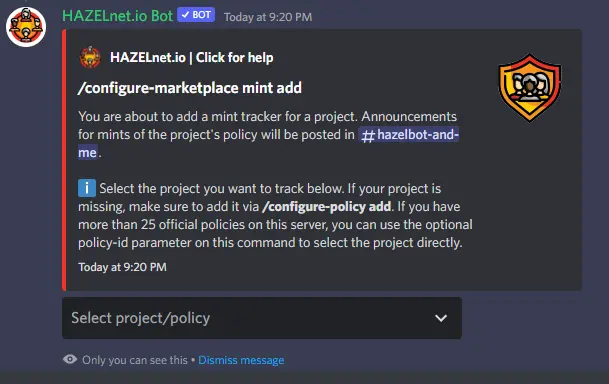 HAZELnet.io Bot ✓ BOT Today at 9:20 PM
HAZELnet.io | Click for help
/configure-marketplace mint add
You are about to add a mint tracker for a project. Announcements
for mints of the project's policy will be posted in #hazelbot-and-
me.
ℹ Select the project you want to track below. If your project is
missing, make sure to add it via /configure-policy add. If you have
more than 25 official policies on this server, you can use the optional
policy-id parameter on this command to select the project directly.
Today at 9:20 PM
Select project/policy
Only you can see this • Dismiss message